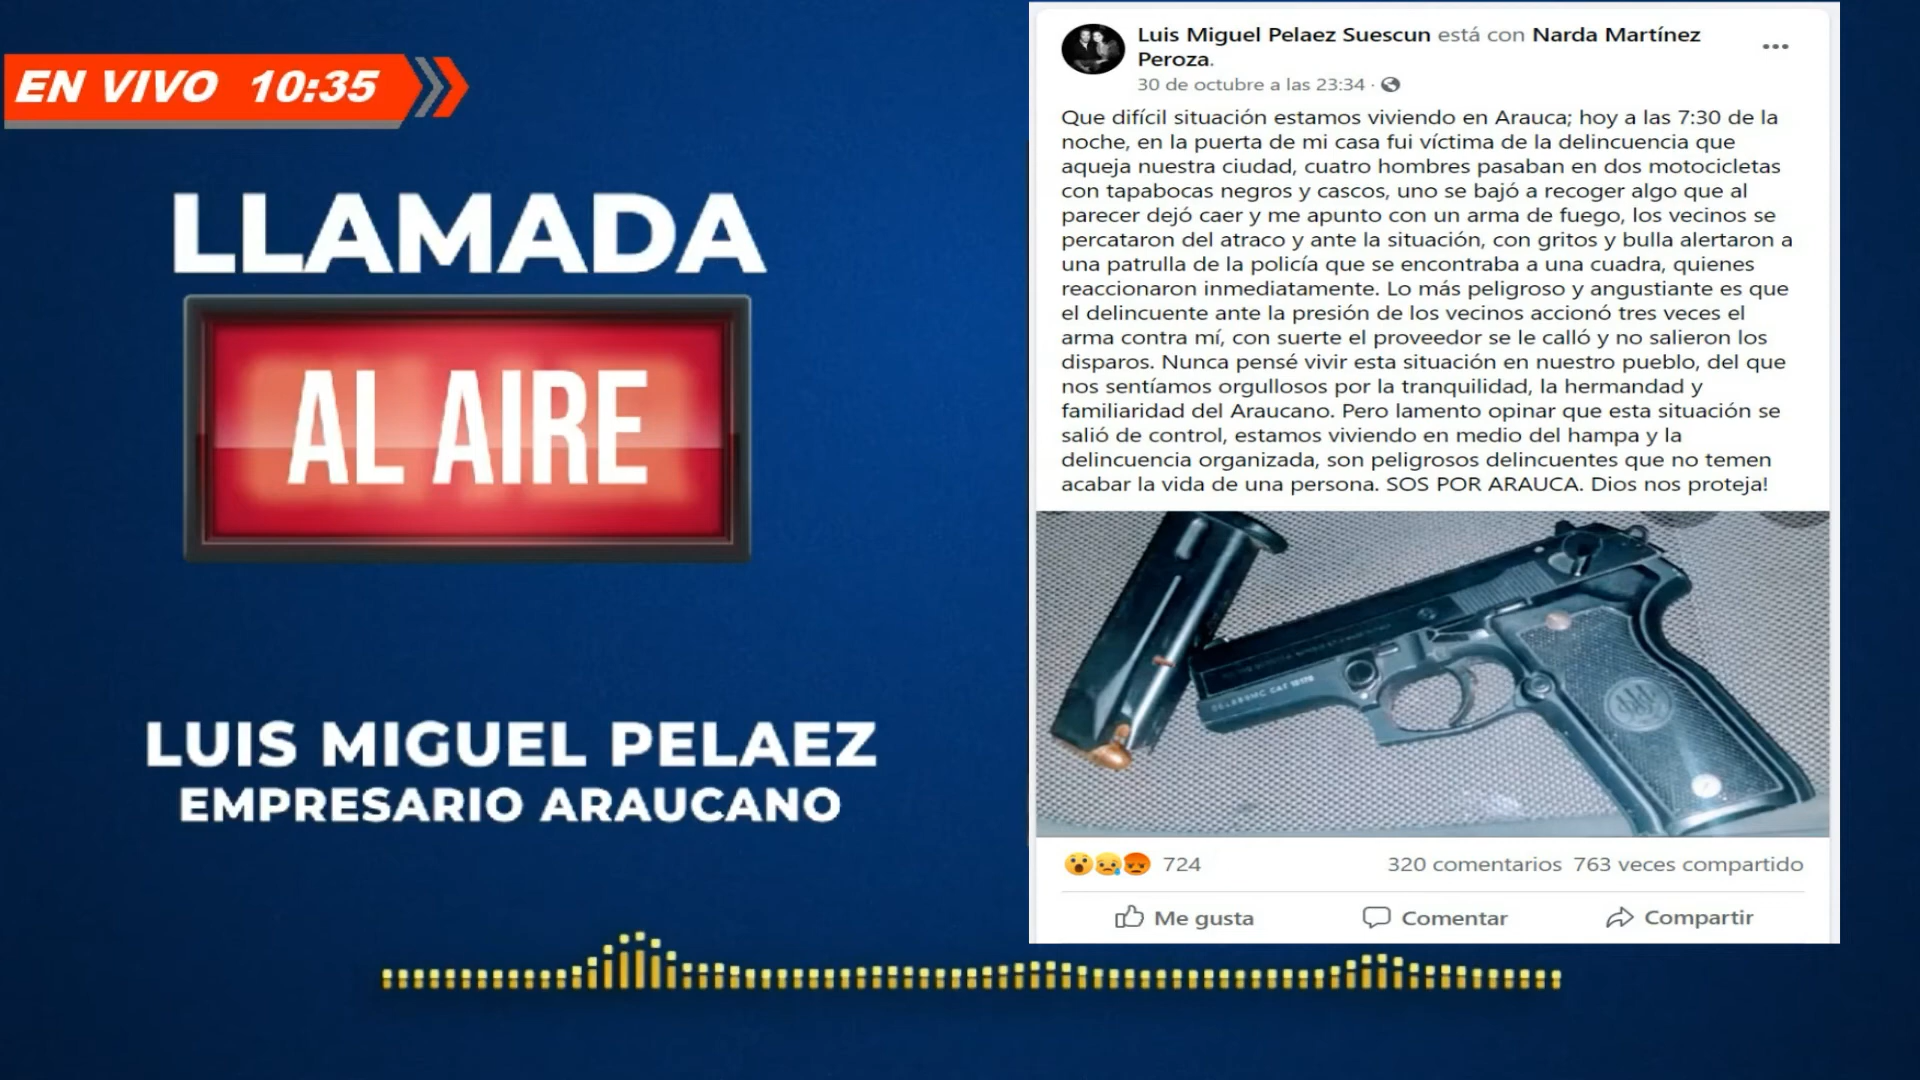 EN VIVO 10:35
LLAMADA
AL AIRE
LUIS MIGUEL PELAEZ
EMPRESARIO ARAUCANO
Luis Miguel Pelaez Suescun está con Narda Martínez
Peroza.
30 de octubre a las 23:34 ·
Que difícil situación estamos viviendo en Arauca; hoy a las 7:30 de la
noche, en la puerta de mi casa fui víctima de la delincuencia que
aqueja nuestra ciudad, cuatro hombres pasaban en dos motocicletas
con tapabocas negros y cascos, uno se bajó a recoger algo que al
parecer dejó caer y me apunto con un arma de fuego, los vecinos se
percataron del atraco y ante la situación, con gritos y bulla alertaron a
una patrulla de la policía que se encontraba a una cuadra, quienes
reaccionaron inmediatamente. Lo más peligroso y angustiante es que
el delincuente ante la presión de los vecinos accionó tres veces el
arma contra mí, con suerte el proveedor se le calló y no salieron los
disparos. Nunca pensé vivir esta situación en nuestro pueblo, del que
nos sentíamos orgullosos por la tranquilidad, la hermandad y
familiaridad del Araucano. Pero lamento opinar que esta situación se
salió de control, estamos viviendo en medio del hampa y la
delincuencia organizada, son peligrosos delincuentes que no temen
acabar la vida de una persona. SOS POR ARAUCA. Dios nos proteja!
724
320 comentarios 763 veces compartido
Me gusta
Comentar
Compartir